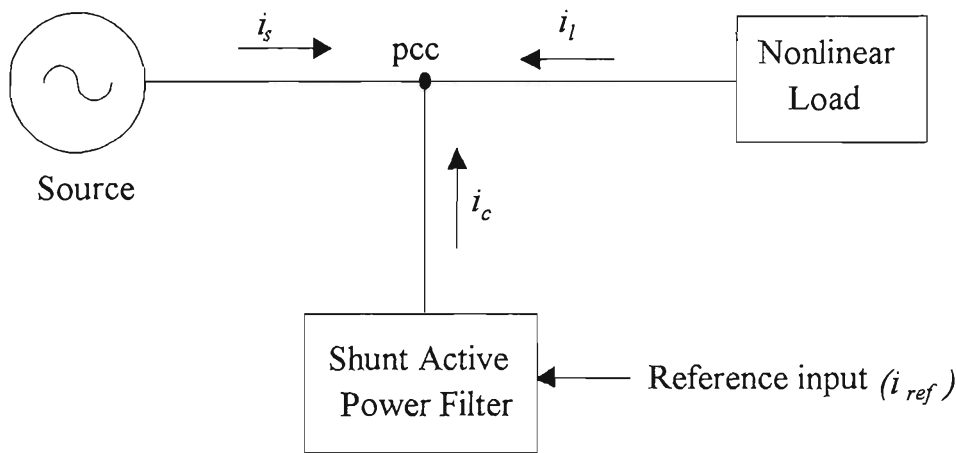 i_s
i_l
pcc
Nonlinear
Load
Source
i_c
Shunt Active
Power Filter
Reference input (i_ref)